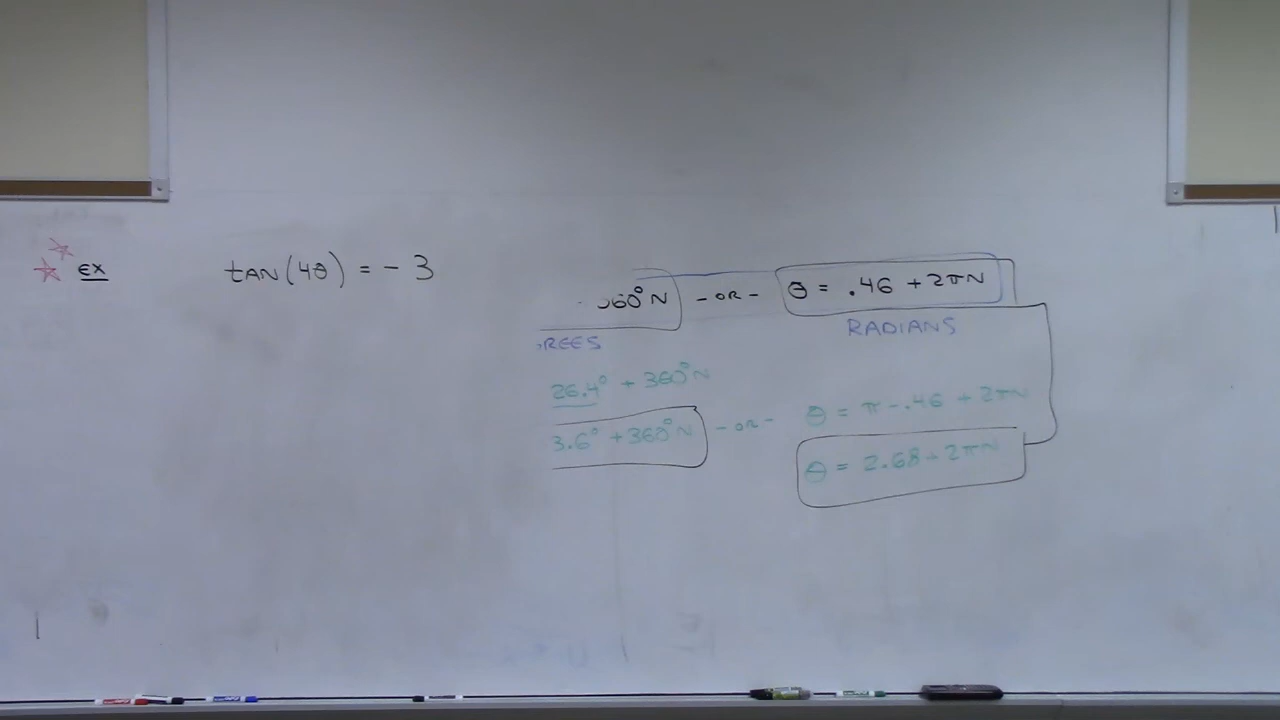 EX tAN(4θ) = -3
360°N -OR- θ = .46 + 2πN
REES RADIANS
26.4° + 360°N
θ = π - .46 + 2πN
3.6° + 360°N -OR-
θ = 2.68 + 2πN